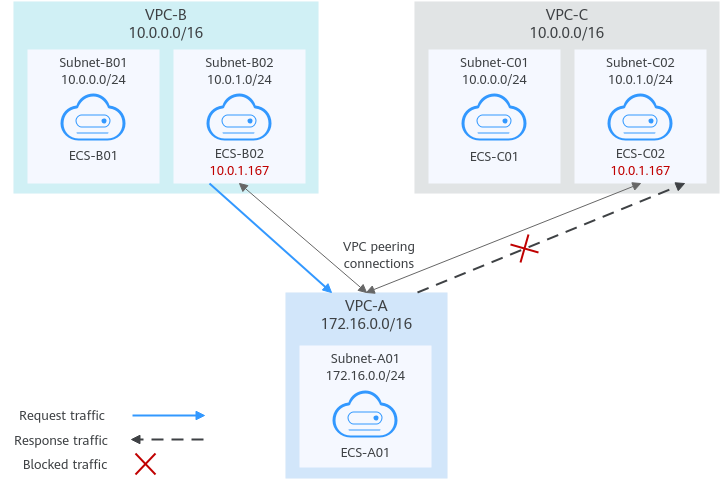 VPC-B
10.0.0.0/16
Subnet-B01
10.0.0.0/24
ECS-B01
Subnet-B02
10.0.1.0/24
ECS-B02
10.0.1.167
VPC-C
10.0.0.0/16
Subnet-C01
10.0.0.0/24
ECS-C01
Subnet-C02
10.0.1.0/24
ECS-C02
10.0.1.167
VPC peering
connections
VPC-A
172.16.0.0/16
Subnet-A01
172.16.0.0/24
ECS-A01
Request traffic
Response traffic
Blocked traffic